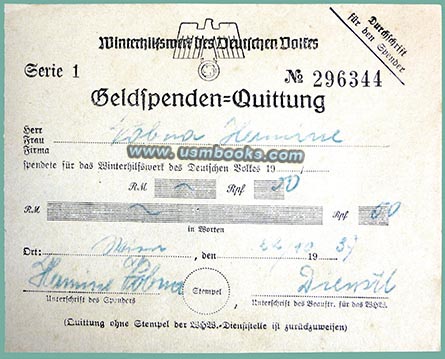 Durchschrift
für den Spender
Winterhilfswerk des Deutschen Volkes
Serie 1
№ 296344
Geldspenden=Quittung
Herr
Frau
Firma
www.usmbooks.com
spendete für das Winterhilfswerk des Deutschen Volkes 19
RM ~ Rpf.
RM ~ Rpf. 50
in Worten
Ort: , den 19 37
Stempel
Unterschrift des Spenders
Unterschrift des Beauftr. für das WHW.
(Quittung ohne Stempel der WHW.-Dienststelle ist zurückzuweisen)